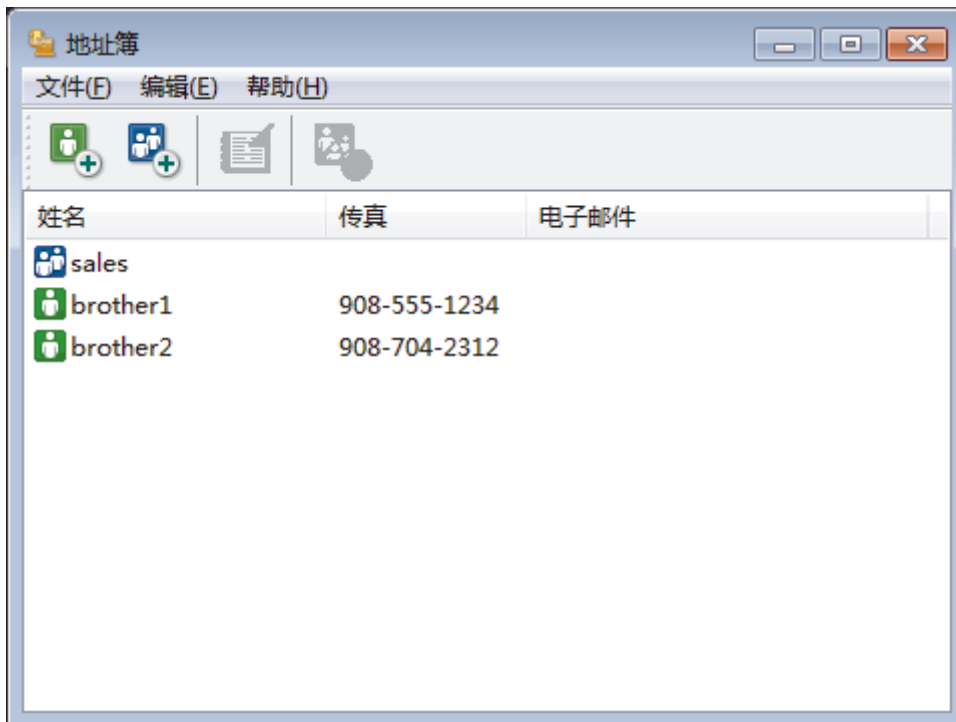 地址簿
文件(F) 编辑(E) 帮助(H)
姓名 传真 电子邮件
sales
brother1 908-555-1234
brother2 908-704-2312